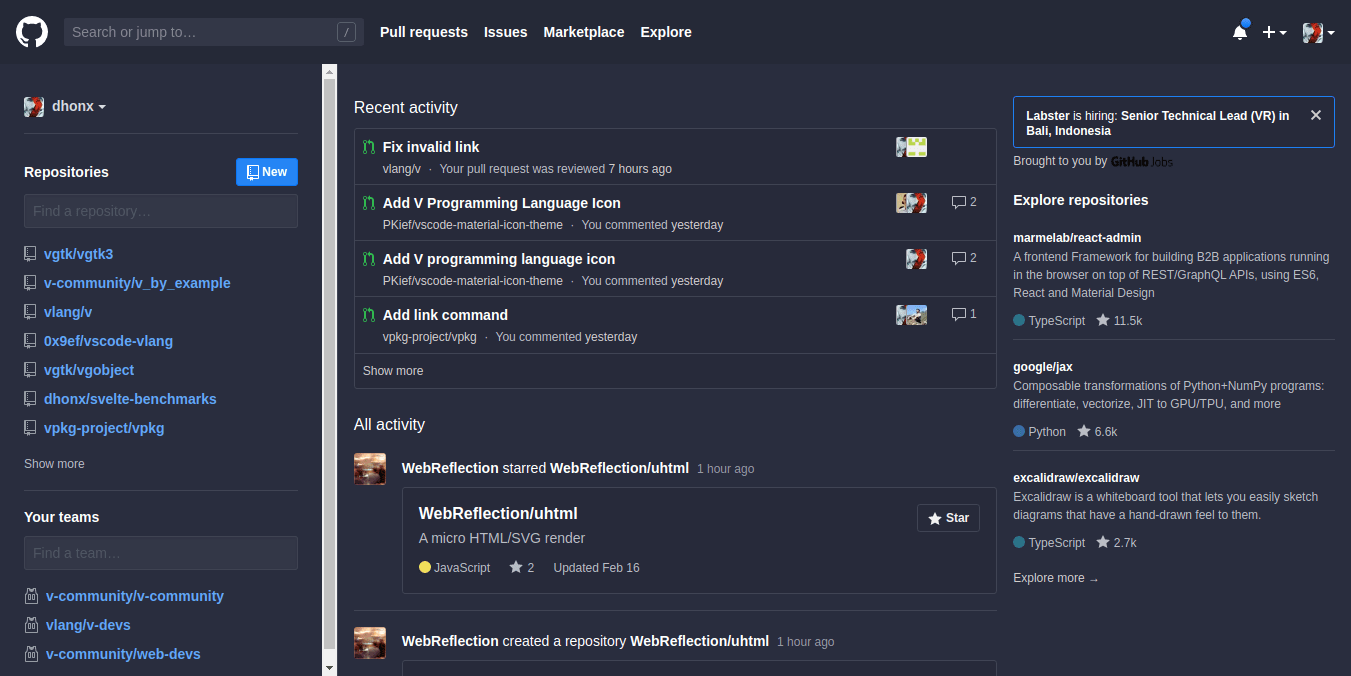 Search or jump to…
/
Pull requests
Issues
Marketplace
Explore
dhonx
Repositories
New
Find a repository…
vgtk/vgtk3
v-community/v_by_example
vlang/v
0x9ef/vscode-vlang
vgtk/vgobject
dhonx/svelte-benchmarks
vpkg-project/vpkg
Show more
Your teams
Find a team…
v-community/v-community
vlang/v-devs
v-community/web-devs
Recent activity
Fix invalid link
vlang/v · Your pull request was reviewed 7 hours ago
Add V Programming Language Icon
2
PKief/vscode-material-icon-theme · You commented yesterday
Add V programming language icon
2
PKief/vscode-material-icon-theme · You commented yesterday
Add link command
1
vpkg-project/vpkg · You commented yesterday
Show more
All activity
WebReflection starred WebReflection/uhtml 1 hour ago
WebReflection/uhtml
Star
A micro HTML/SVG render
JavaScript 2 Updated Feb 16
WebReflection created a repository WebReflection/uhtml 1 hour ago
Labster is hiring: Senior Technical Lead (VR) in
Bali, Indonesia
Brought to you by GitHub Jobs
Explore repositories
marmelab/react-admin
A frontend Framework for building B2B applications running
in the browser on top of REST/GraphQL APIs, using ES6,
React and Material Design
TypeScript 11.5k
google/jax
Composable transformations of Python+NumPy programs:
differentiate, vectorize, JIT to GPU/TPU, and more
Python 6.6k
excalidraw/excalidraw
Excalidraw is a whiteboard tool that lets you easily sketch
diagrams that have a hand-drawn feel to them.
TypeScript 2.7k
Explore more →